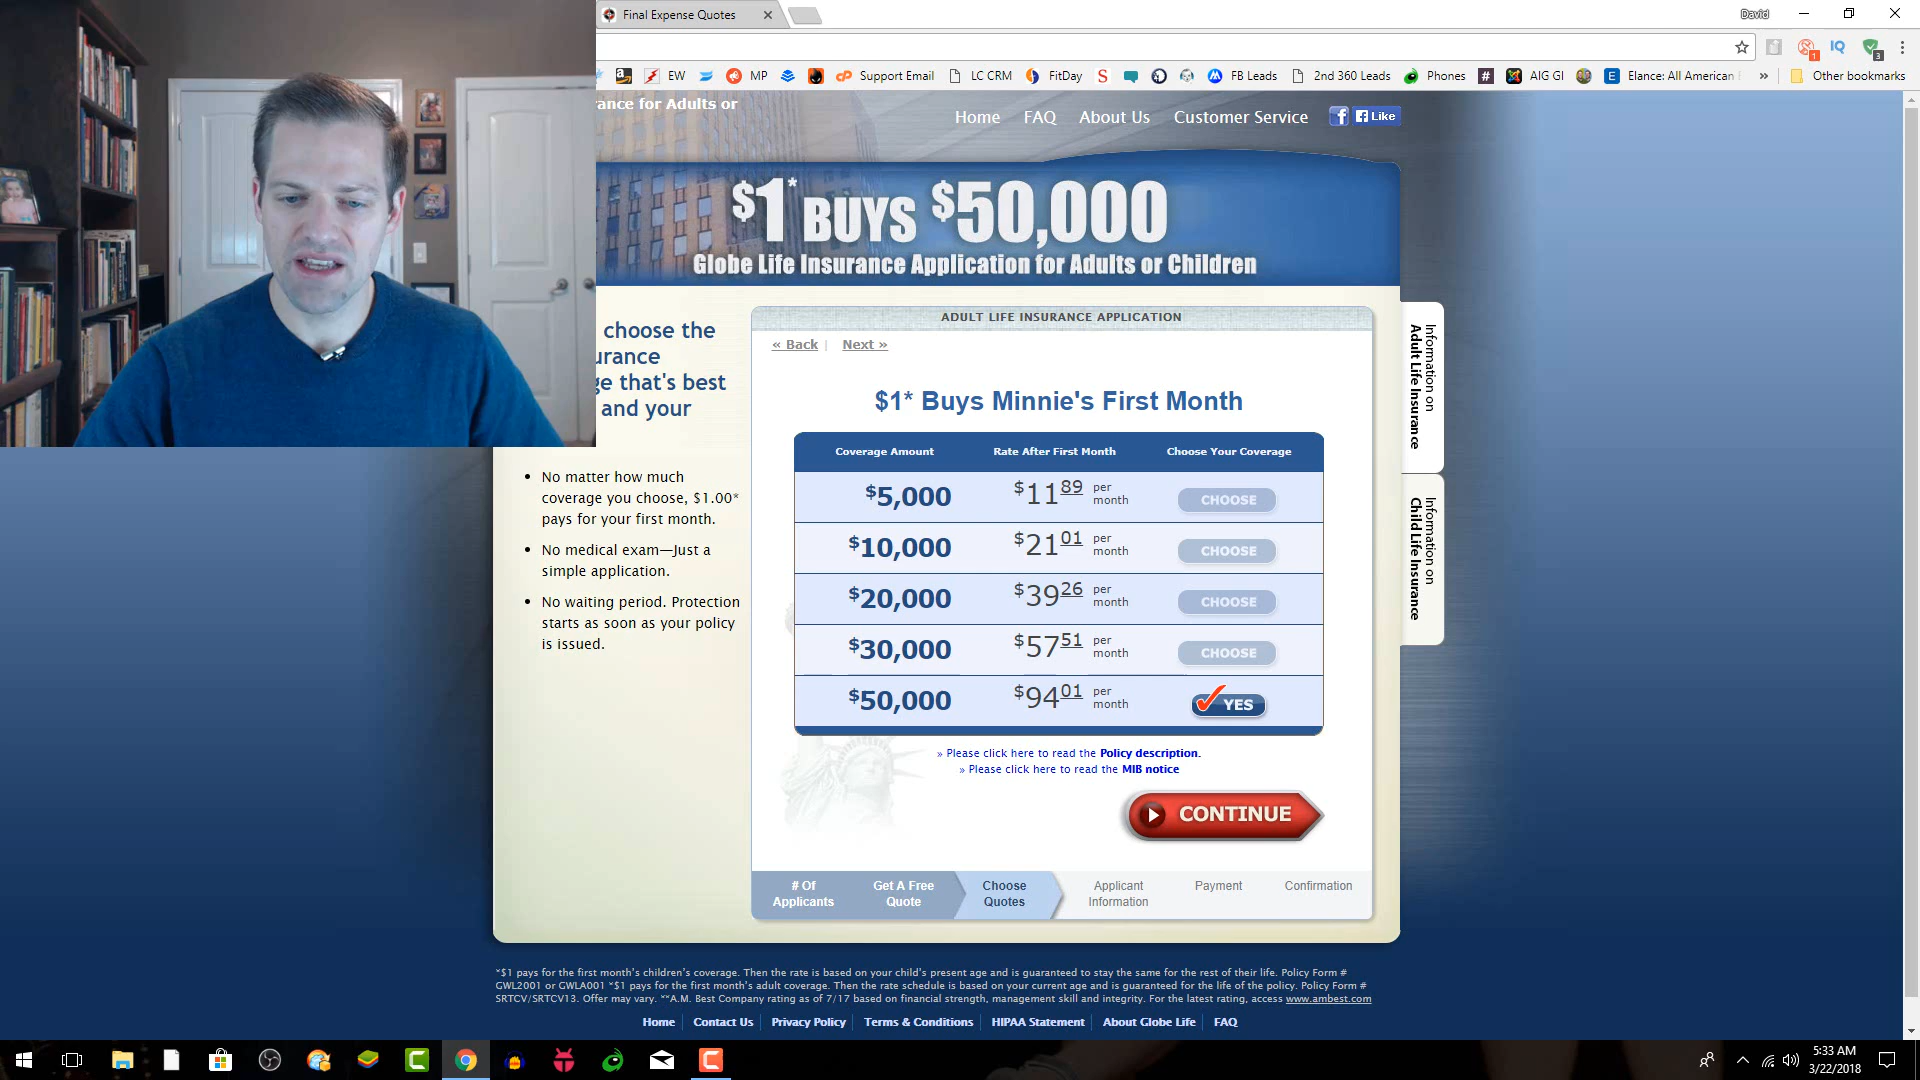 Final Expense Quotes
David
EW
MP
Support Email
LC CRM
FitDay
FB Leads
2nd 360 Leads
Phones
AIG GI
Elance: All American
Other bookmarks
rance for Adults or
Home
FAQ
About Us
Customer Service
Like
$1* BUYS $50,000
Globe Life Insurance Application for Adults or Children
choose the
urance
ge that's best
and your
No matter how much
coverage you choose, $1.00*
pays for your first month.
No medical exam—Just a
simple application.
No waiting period. Protection
starts as soon as your policy
is issued.
ADULT LIFE INSURANCE APPLICATION
« Back | Next »
$1* Buys Minnie's First Month
Coverage Amount Rate After First Month Choose Your Coverage
$5,000 $11 89 per month CHOOSE
$10,000 $21 01 per month CHOOSE
$20,000 $39 26 per month CHOOSE
$30,000 $57 51 per month CHOOSE
$50,000 $94 01 per month YES
» Please click here to read the Policy description.
» Please click here to read the MIB notice
CONTINUE
# Of Applicants
Get A Free Quote
Choose Quotes
Applicant Information
Payment
Confirmation
Information on
Adult Life Insurance
Information on
Child Life Insurance
*$1 pays for the first month's children's coverage. Then the rate is based on your child's present age and is guaranteed to stay the same for the rest of their life. Policy Form #
GWL2001 or GWLA001 *$1 pays for the first month's adult coverage. Then the rate schedule is based on your current age and is guaranteed for the life of the policy. Policy Form #
SRTCV/SRTCV13. Offer may vary. **A.M. Best Company rating as of 7/17 based on financial strength, management skill and integrity. For the latest rating, access www.ambest.com
Home | Contact Us | Privacy Policy | Terms & Conditions | HIPAA Statement | About Globe Life | FAQ
5:33 AM
3/22/2018